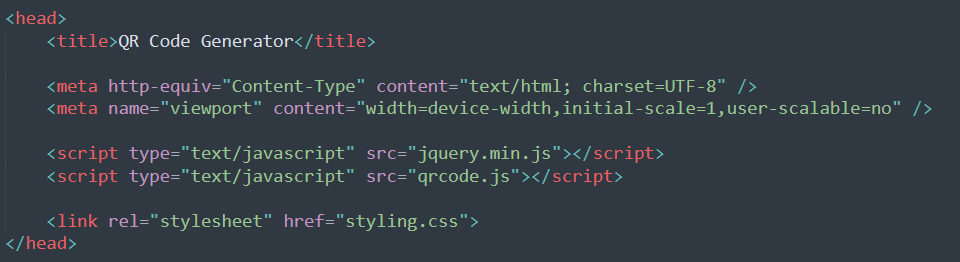 <head>
<title>QR Code Generator</title>
<meta http-equiv="Content-Type" content="text/html; charset=UTF-8" />
<meta name="viewport" content="width=device-width,initial-scale=1,user-scalable=no" />
<script type="text/javascript" src="jquery.min.js"></script>
<script type="text/javascript" src="qrcode.js"></script>
<link rel="stylesheet" href="styling.css">
</head>